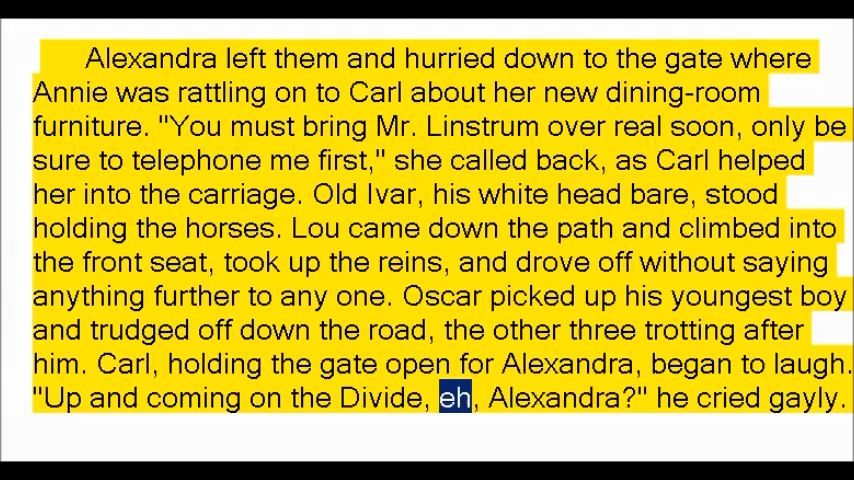 Alexandra left them and hurried down to the gate where
Annie was rattling on to Carl about her new dining-room
furniture. "You must bring Mr. Linstrum over real soon, only be
sure to telephone me first," she called back, as Carl helped
her into the carriage. Old Ivar, his white head bare, stood
holding the horses. Lou came down the path and climbed into
the front seat, took up the reins, and drove off without saying
anything further to any one. Oscar picked up his youngest boy
and trudged off down the road, the other three trotting after
him. Carl, holding the gate open for Alexandra, began to laugh.
"Up and coming on the Divide, eh, Alexandra?" he cried gayly.